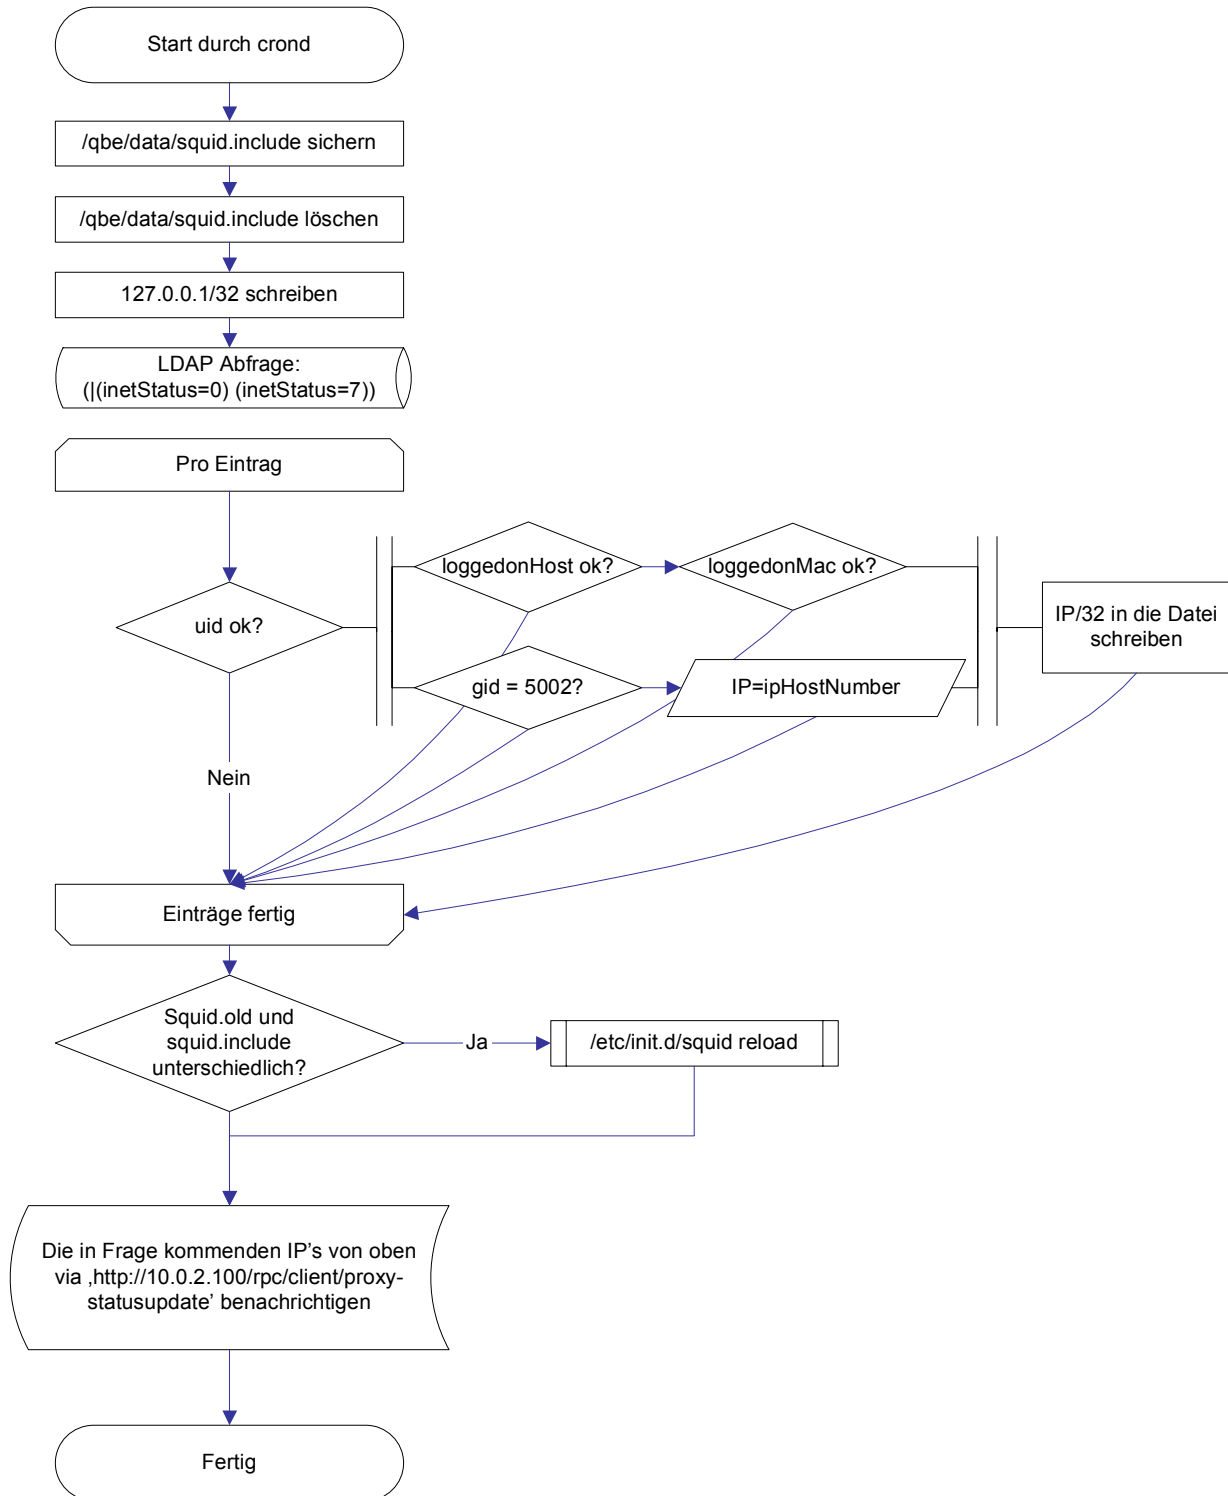 Start durch crond
/qbe/data/squid.include sichern
/qbe/data/squid.include löschen
127.0.0.1/32 schreiben
LDAP Abfrage:
(|(inetStatus=0) (inetStatus=7))
Pro Eintrag
loggedonHost ok?
loggedonMac ok?
uid ok?
IP/32 in die Datei
schreiben
gid = 5002?
IP=ipHostNumber
Nein
Einträge fertig
Squid.old und
squid.include
unterschiedlich?
Ja
/etc/init.d/squid reload
Die in Frage kommenden IP’s von oben
via ‚http://10.0.2.100/rpc/client/proxy-
statusupdate’ benachrichtigen
Fertig